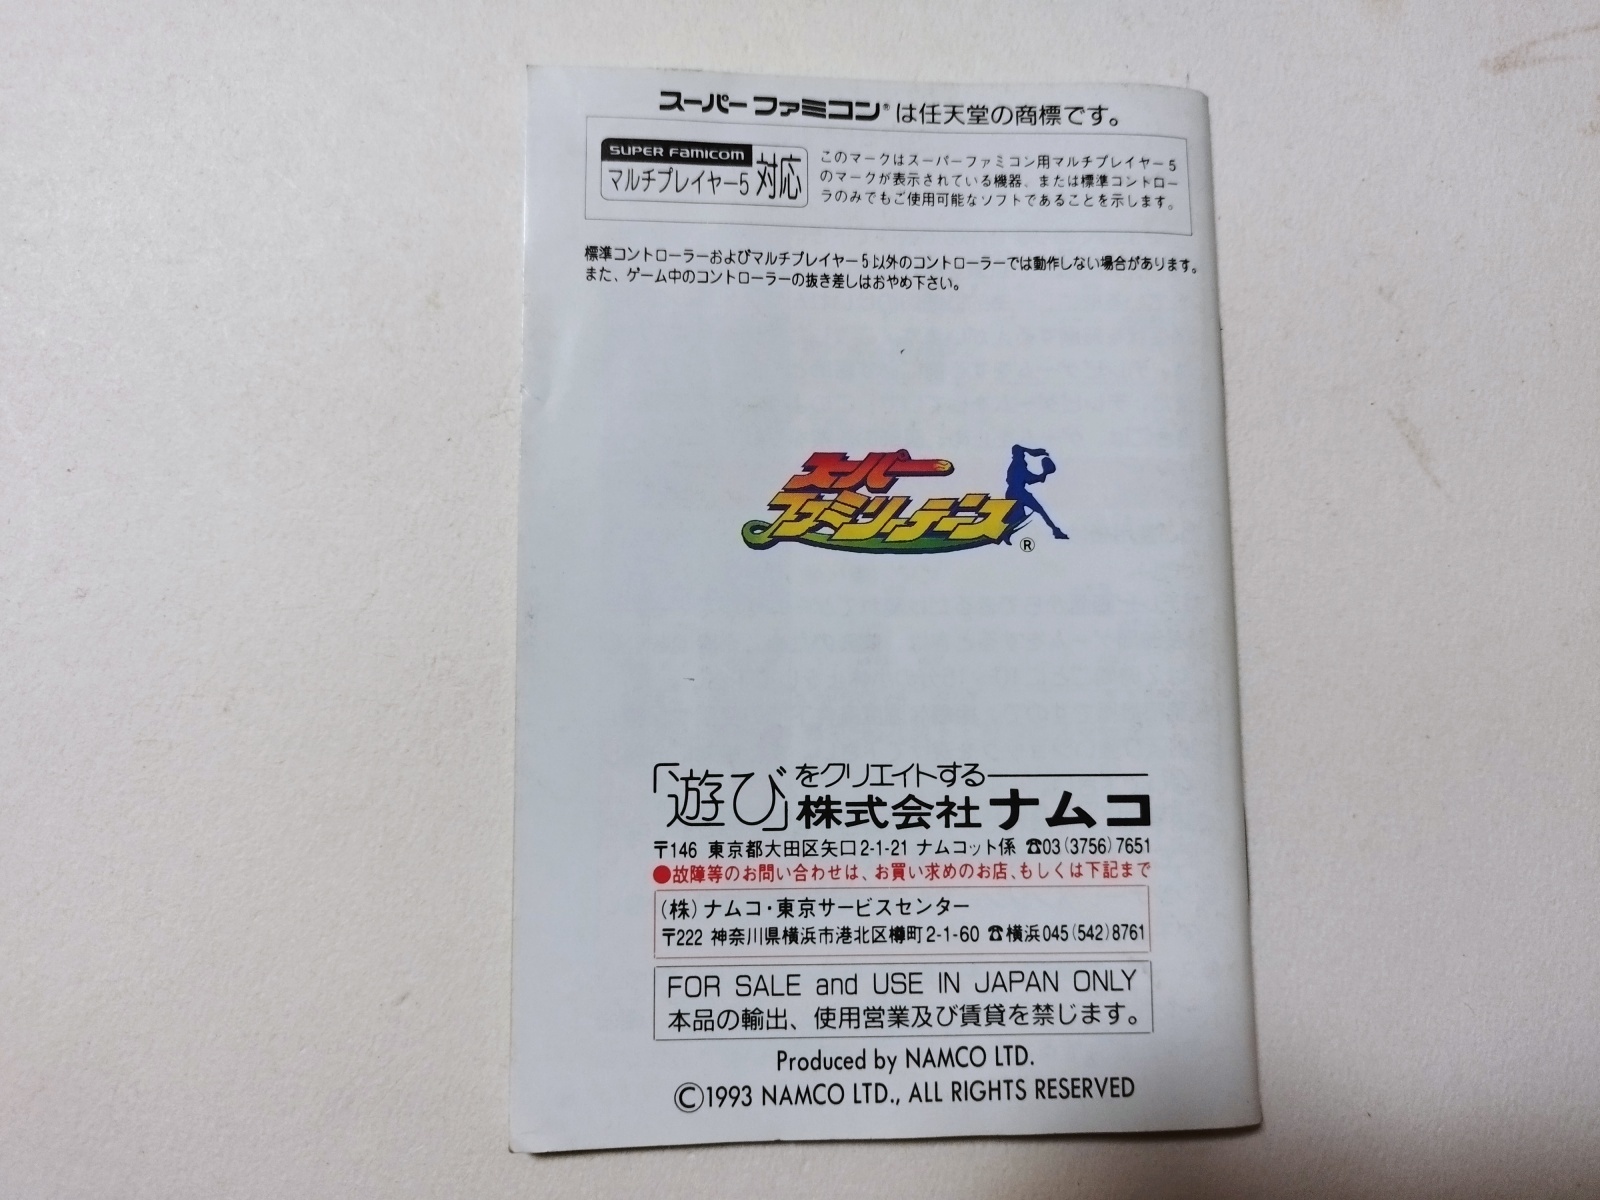 スーパーファミコン®は任天堂の商標です。
SUPER FAMICOM
マルチプレイヤー5 対応
このマークはスーパーファミコン用マルチプレイヤー5
のマークが表示されている機器、または標準コントロー
ラのみでもご使用可能なソフトであることを示します。
標準コントローラーおよびマルチプレイヤー5以外のコントローラーでは動作しない場合があります。
また、ゲーム中のコントローラーの抜き差しはおやめ下さい。
スーパー
ファミリーテニス
®
「遊び」をクリエイトする
株式会社ナムコ
〒146 東京都大田区矢口2-1-21 ナムコット係 ☎03(3756)7651
●故障等のお問い合わせは、お買い求めのお店、もしくは下記まで
(株)ナムコ・東京サービスセンター
〒222 神奈川県横浜市港北区樽町2-1-60 ☎横浜045(542)8761
FOR SALE and USE IN JAPAN ONLY
本品の輸出、使用営業及び賃貸を禁じます。
Produced by NAMCO LTD.
©1993 NAMCO LTD., ALL RIGHTS RESERVED